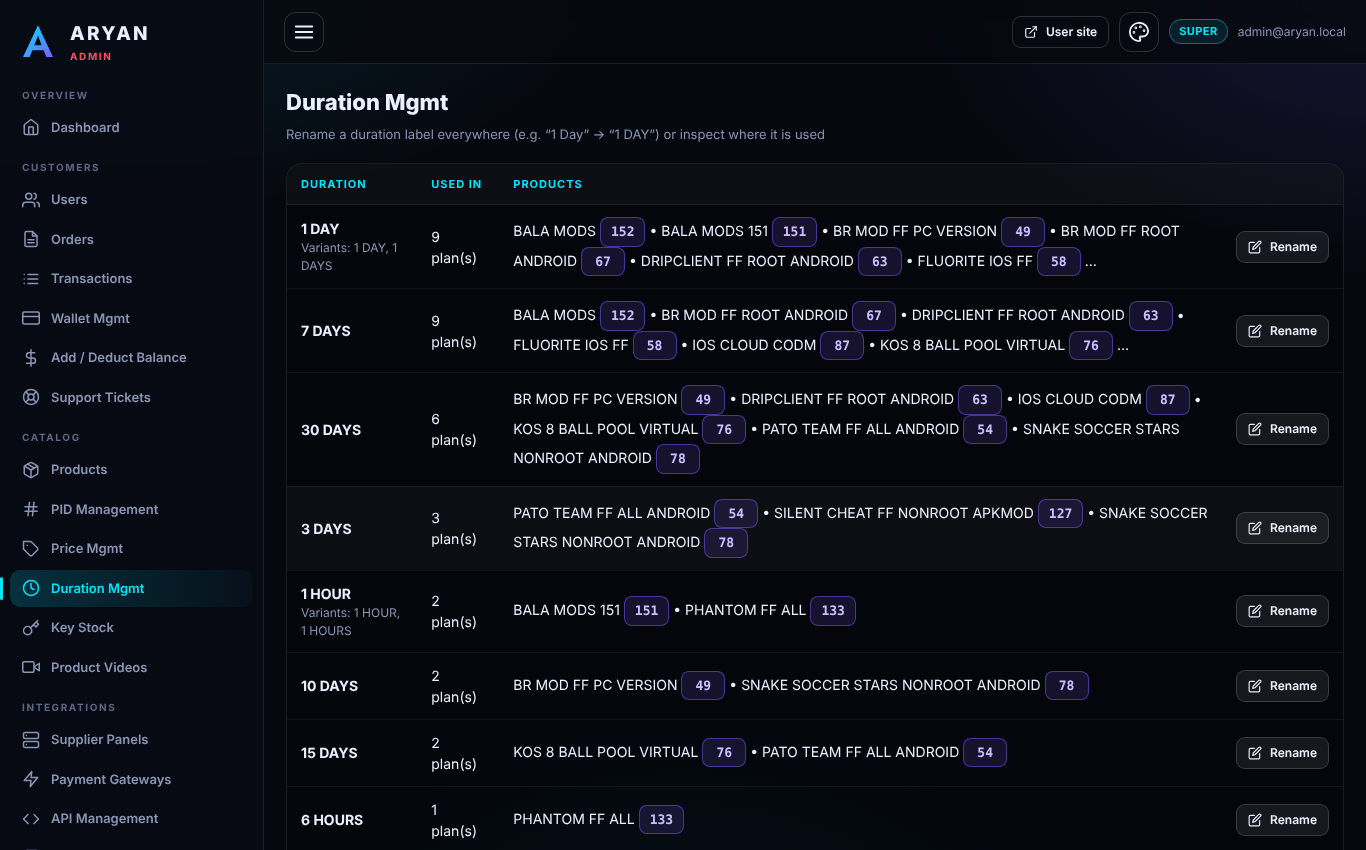 ARYAN
ADMIN
OVERVIEW
Dashboard
CUSTOMERS
Users
Orders
Transactions
Wallet Mgmt
Add / Deduct Balance
Support Tickets
CATALOG
Products
PID Management
Price Mgmt
Duration Mgmt
Key Stock
Product Videos
INTEGRATIONS
Supplier Panels
Payment Gateways
API Management
User site
SUPER
admin@aryan.local
Duration Mgmt
Rename a duration label everywhere (e.g. “1 Day” → “1 DAY”) or inspect where it is used
DURATION USED IN PRODUCTS
1 DAY
Variants: 1 DAY, 1
DAYS
9
plan(s)
BALA MODS 152 • BALA MODS 151 151 • BR MOD FF PC VERSION 49 • BR MOD FF ROOT
ANDROID 67 • DRIPCLIENT FF ROOT ANDROID 63 • FLUORITE IOS FF 58 ...
Rename
7 DAYS
9
plan(s)
BALA MODS 152 • BR MOD FF ROOT ANDROID 67 • DRIPCLIENT FF ROOT ANDROID 63 •
FLUORITE IOS FF 58 • IOS CLOUD CODM 87 • KOS 8 BALL POOL VIRTUAL 76 ...
Rename
30 DAYS
6
plan(s)
BR MOD FF PC VERSION 49 • DRIPCLIENT FF ROOT ANDROID 63 • IOS CLOUD CODM 87 •
KOS 8 BALL POOL VIRTUAL 76 • PATO TEAM FF ALL ANDROID 54 • SNAKE SOCCER STARS
NONROOT ANDROID 78
Rename
3 DAYS
3
plan(s)
PATO TEAM FF ALL ANDROID 54 • SILENT CHEAT FF NONROOT APKMOD 127 • SNAKE SOCCER
STARS NONROOT ANDROID 78
Rename
1 HOUR
Variants: 1 HOUR,
1 HOURS
2
plan(s)
BALA MODS 151 151 • PHANTOM FF ALL 133
Rename
10 DAYS
2
plan(s)
BR MOD FF PC VERSION 49 • SNAKE SOCCER STARS NONROOT ANDROID 78
Rename
15 DAYS
2
plan(s)
KOS 8 BALL POOL VIRTUAL 76 • PATO TEAM FF ALL ANDROID 54
Rename
6 HOURS
1
plan(s)
PHANTOM FF ALL 133
Rename